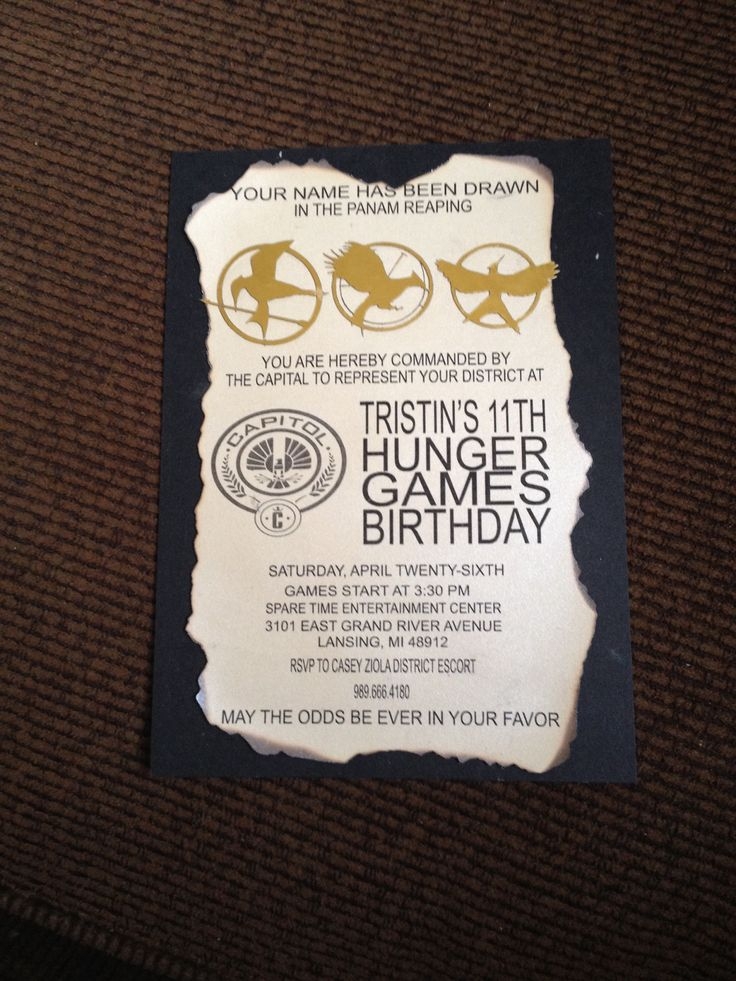 YOUR NAME HAS BEEN DRAWN
IN THE PANAM REAPING
YOU ARE HEREBY COMMANDED BY
THE CAPITAL TO REPRESENT YOUR DISTRICT AT
CAPITOL
C
TRISTIN'S 11TH
HUNGER
GAMES
BIRTHDAY
SATURDAY, APRIL TWENTY-SIXTH
GAMES START AT 3:30 PM
SPARE TIME ENTERTAINMENT CENTER
3101 EAST GRAND RIVER AVENUE
LANSING, MI 48912
RSVP TO CASEY ZIOLA DISTRICT ESCORT
989.666.4180
MAY THE ODDS BE EVER IN YOUR FAVOR